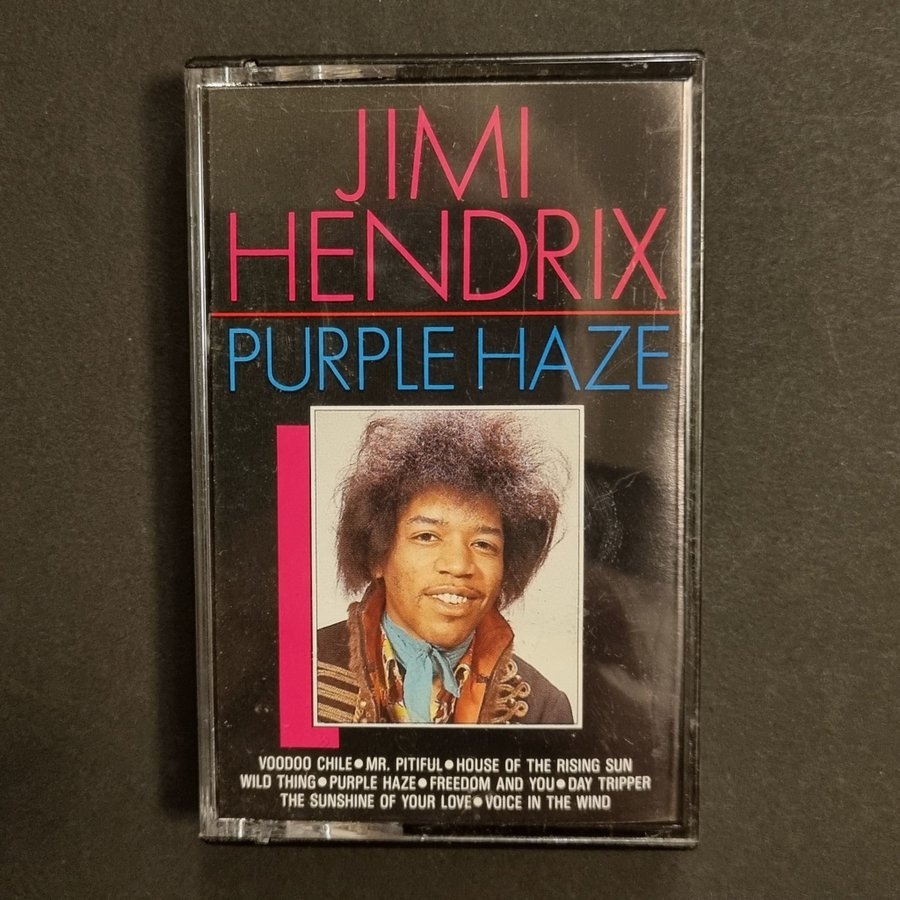 JIMI
HENDRIX
PURPLE HAZE
VOODOO CHILE●MR. PITIFUL●HOUSE OF THE RISING SUN
WILD THING●PURPLE HAZE●FREEDOM AND YOU●DAY TRIPPER
THE SUNSHINE OF YOUR LOVE●VOICE IN THE WIND